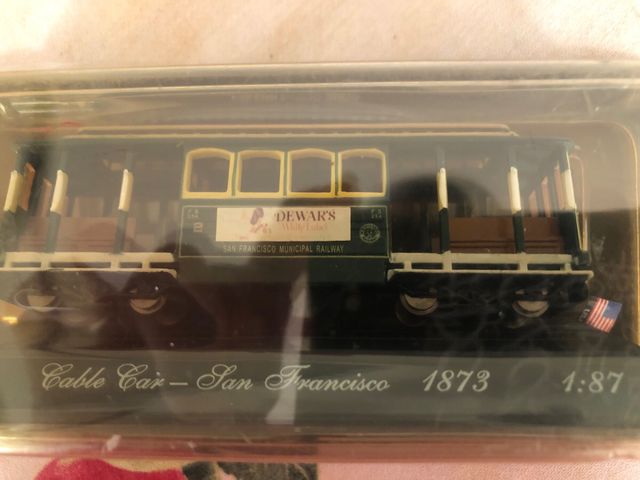 DEWAR'S
White Label
SAN FRANCISCO MUNICIPAL RAILWAY
Cable Car – San Francisco 1873 1:87